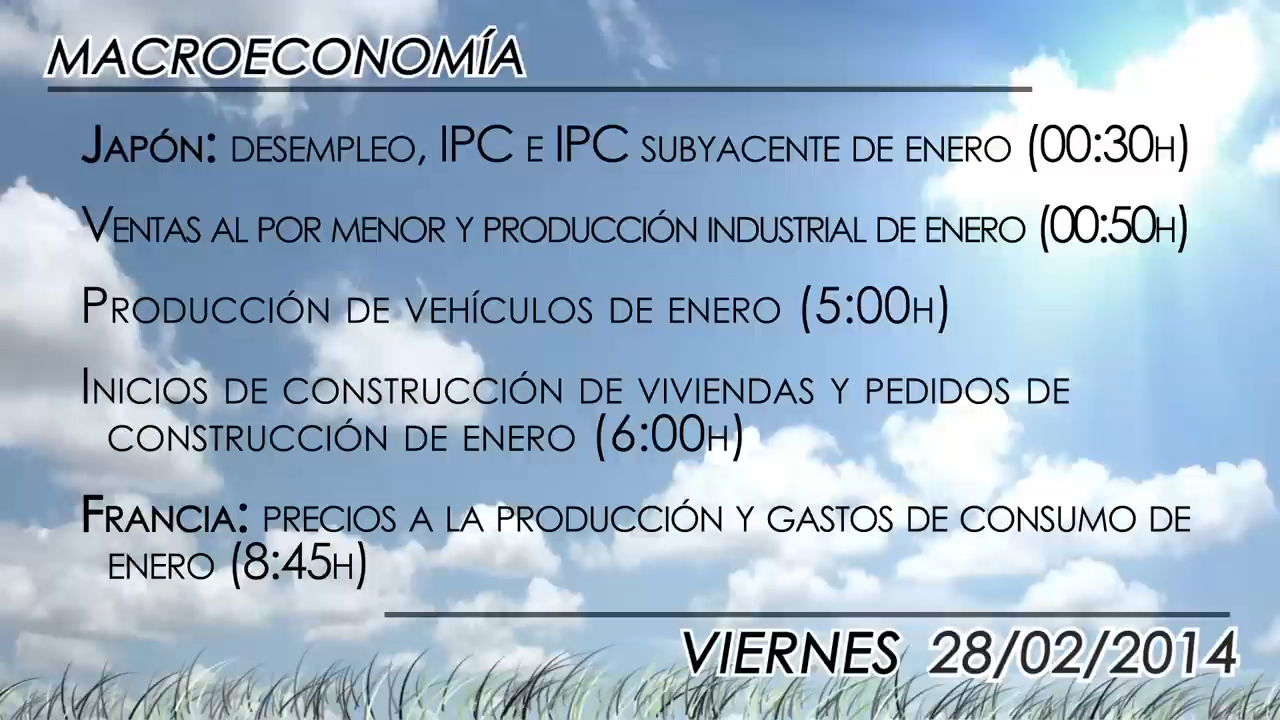 MACROECONOMÍA
JAPÓN: DESEMPLEO, IPC E IPC SUBYACENTE DE ENERO (00:30H)
VENTAS AL POR MENOR Y PRODUCCIÓN INDUSTRIAL DE ENERO (00:50H)
PRODUCCIÓN DE VEHÍCULOS DE ENERO (5:00H)
INICIOS DE CONSTRUCCIÓN DE VIVIENDAS Y PEDIDOS DE
CONSTRUCCIÓN DE ENERO (6:00H)
FRANCIA: PRECIOS A LA PRODUCCIÓN Y GASTOS DE CONSUMO DE
ENERO (8:45H)
VIERNES 28/02/2014